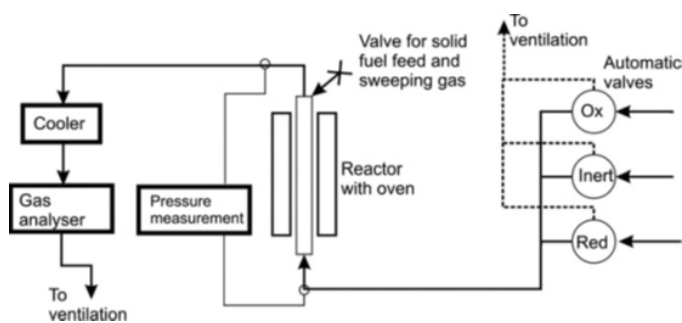 To
ventilation
Valve for solid
fuel feed and
sweeping gas
Automatic
valves
Cooler
Ox
Reactor
with oven
Inert
Gas
analyser
Pressure
measurement
Red
To
ventilation